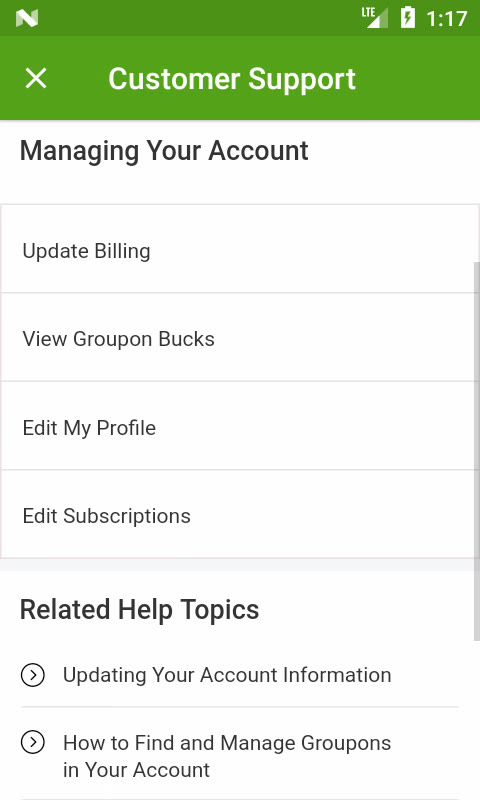 LTE 1:17
Customer Support
Managing Your Account
Update Billing
View Groupon Bucks
Edit My Profile
Edit Subscriptions
Related Help Topics
Updating Your Account Information
How to Find and Manage Groupons
in Your Account